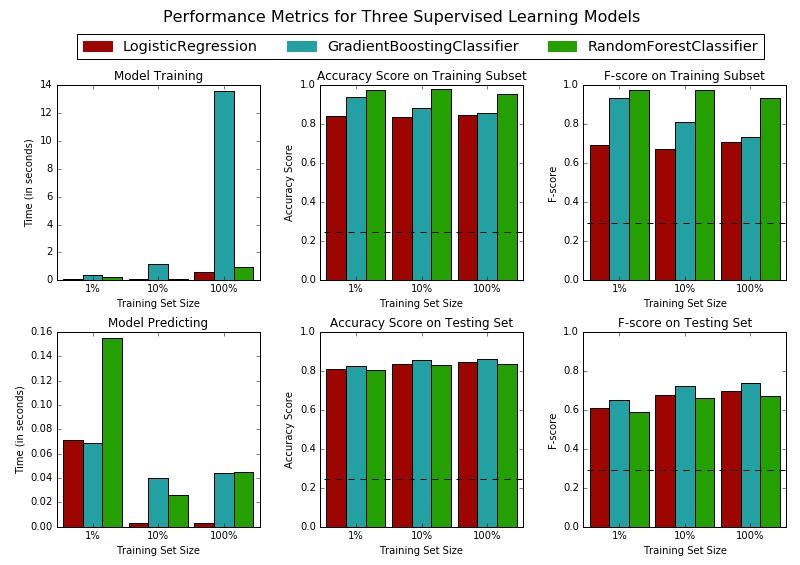 Performance Metrics for Three Supervised Learning Models
LogisticRegression GradientBoostingClassifier RandomForestClassifier
Model Training
Time (in seconds)
14
12
10
8
6
4
2
0
1% 10% 100%
Training Set Size
Accuracy Score on Training Subset
Accuracy Score
1.0
0.8
0.6
0.4
0.2
0.0
1% 10% 100%
Training Set Size
F-score on Training Subset
F-score
1.0
0.8
0.6
0.4
0.2
0.0
1% 10% 100%
Training Set Size
Model Predicting
Time (in seconds)
0.16
0.14
0.12
0.10
0.08
0.06
0.04
0.02
0.00
1% 10% 100%
Training Set Size
Accuracy Score on Testing Set
Accuracy Score
1.0
0.8
0.6
0.4
0.2
0.0
1% 10% 100%
Training Set Size
F-score on Testing Set
F-score
1.0
0.8
0.6
0.4
0.2
0.0
1% 10% 100%
Training Set Size